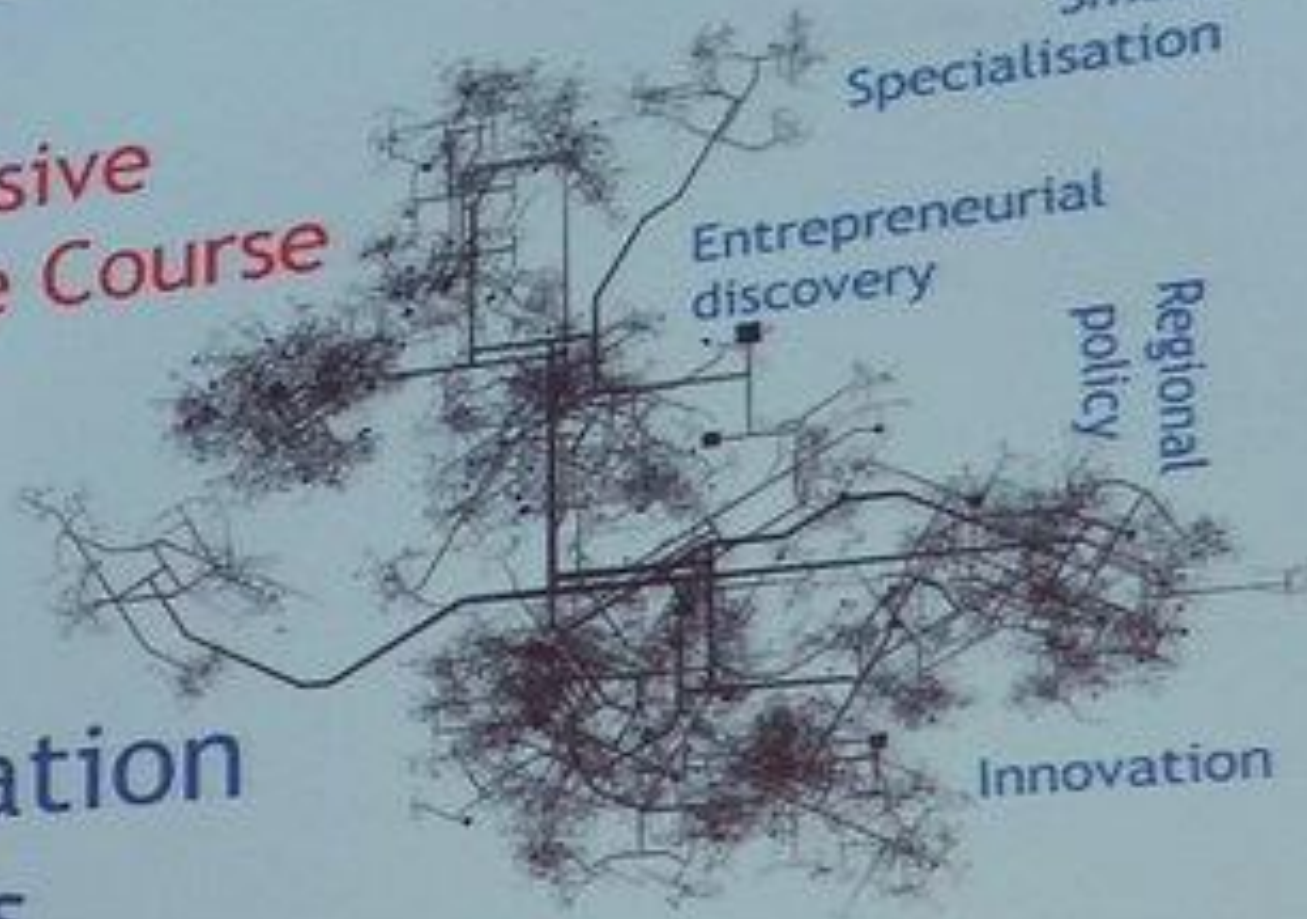 Specialisation
sive
Course
Entrepreneurial
discovery
Regional
policy
ation
Innovation